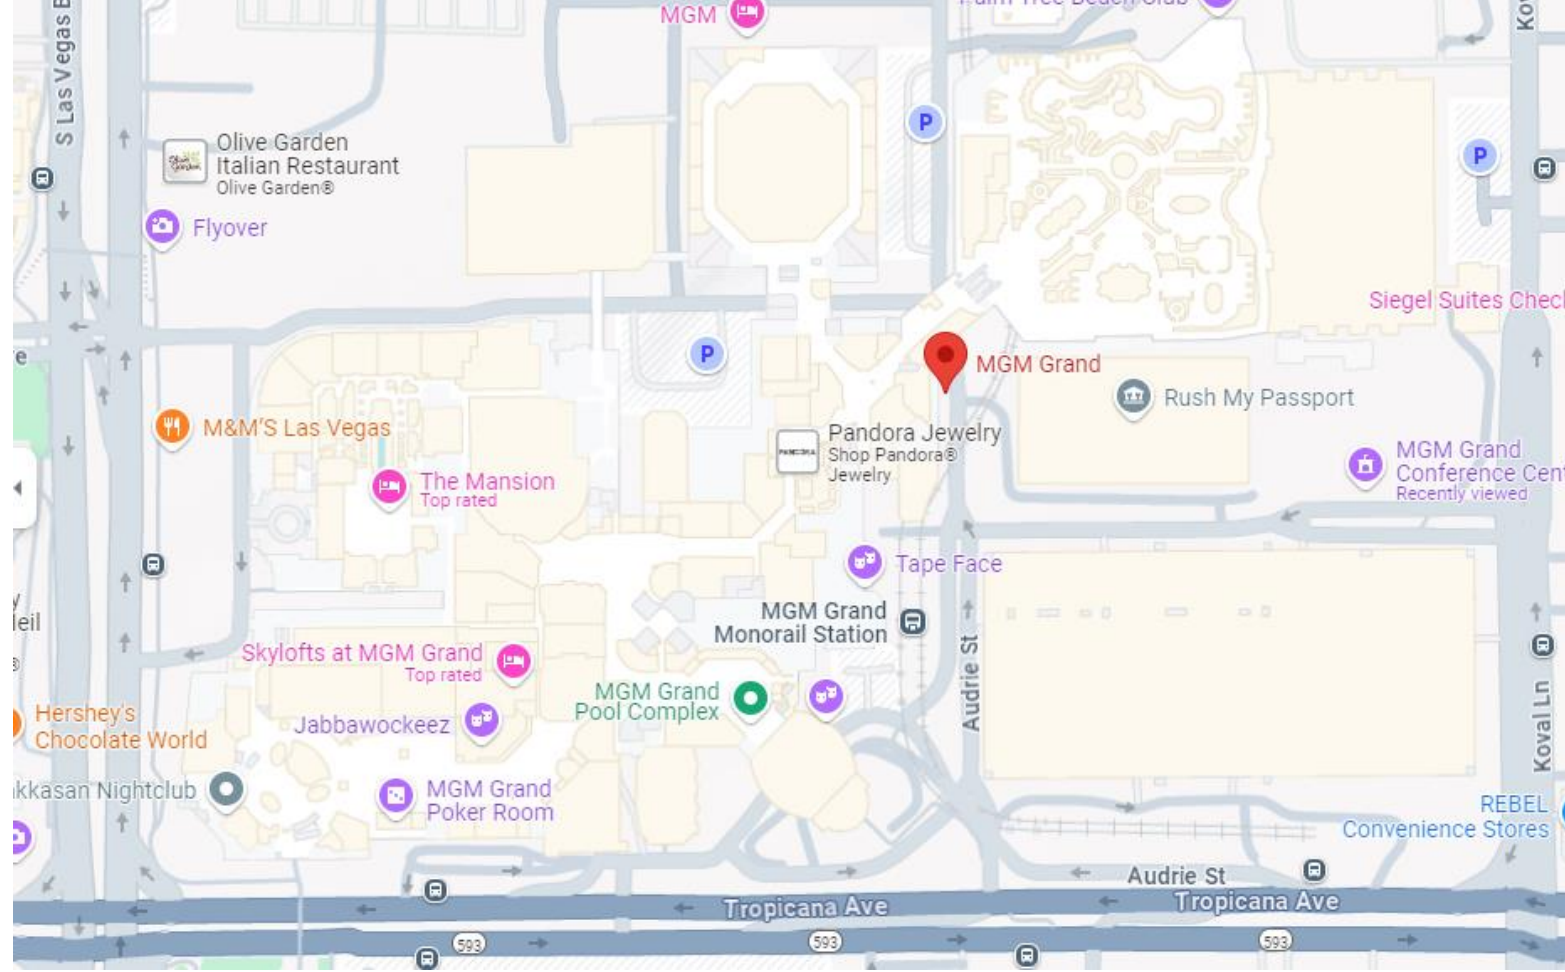 MGM
S Las Vegas B
Olive Garden
Italian Restaurant
Olive Garden®
P
P
Flyover
Siegel Suites Chec
P
MGM Grand
Rush My Passport
M&M'S Las Vegas
Pandora Jewelry
Shop Pandora®
Jewelry
PANDORA
MGM Grand
Conference Cen
Recently viewed
The Mansion
Top rated
Tape Face
MGM Grand
Monorail Station
Skylofts at MGM Grand
Top rated
Audrie St
MGM Grand
Pool Complex
Koval Ln
Jabbawockeez
Hershey's
Chocolate World
akkasan Nightclub
MGM Grand
Poker Room
REBEL
Convenience Stores
Audrie St
Tropicana Ave
Tropicana Ave
593
593
593